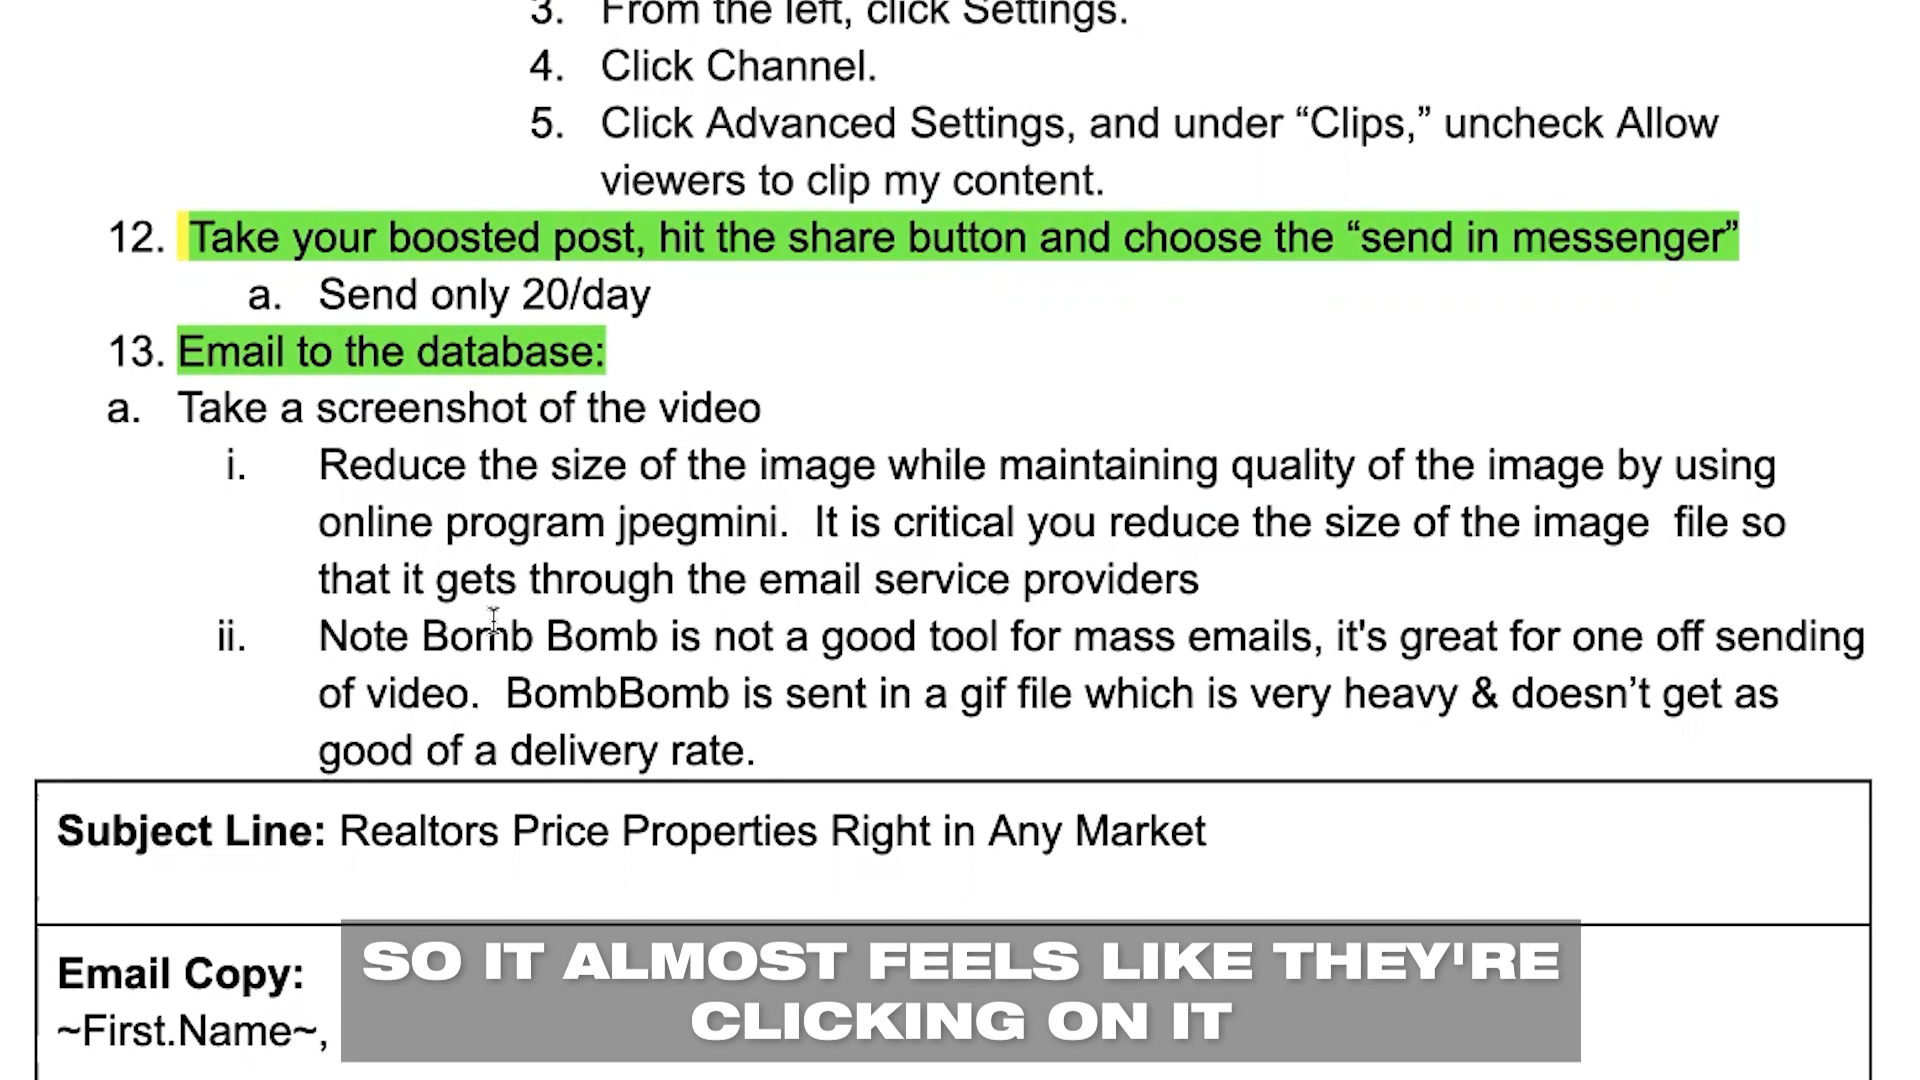 3. From the left, click Settings.
4. Click Channel.
5. Click Advanced Settings, and under “Clips,” uncheck Allow
viewers to clip my content.
12. Take your boosted post, hit the share button and choose the “send in messenger”
a. Send only 20/day
13. Email to the database:
a. Take a screenshot of the video
i. Reduce the size of the image while maintaining quality of the image by using
online program jpegmini.  It is critical you reduce the size of the image  file so
that it gets through the email service providers
ii. Note Bomb Bomb is not a good tool for mass emails, it's great for one off sending
of video.  BombBomb is sent in a gif file which is very heavy & doesn’t get as
good of a delivery rate.
Subject Line: Realtors Price Properties Right in Any Market
Email Copy:
~First.Name~,
SO IT ALMOST FEELS LIKE THEY'RE
CLICKING ON IT